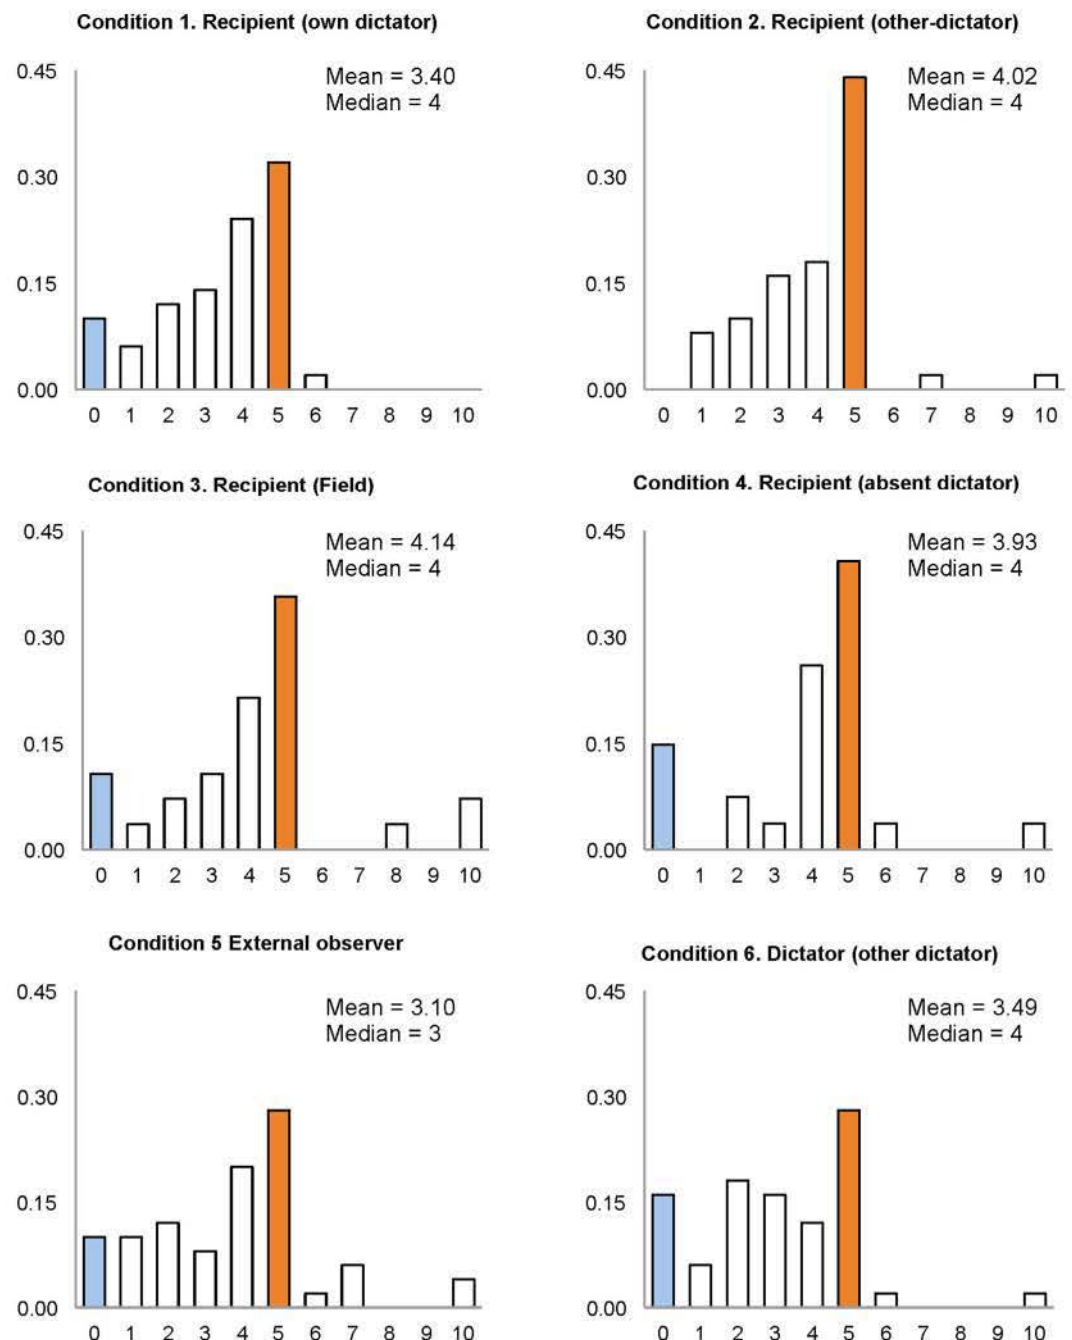 Condition 1. Recipient (own dictator)
Mean = 3.40
Median = 4
0.45
0.30
0.15
0.00
0 1 2 3 4 5 6 7 8 9 10
Condition 2. Recipient (other-dictator)
Mean = 4.02
Median = 4
0.45
0.30
0.15
0.00
0 1 2 3 4 5 6 7 8 9 10
Condition 3. Recipient (Field)
Mean = 4.14
Median = 4
0.45
0.30
0.15
0.00
0 1 2 3 4 5 6 7 8 9 10
Condition 4. Recipient (absent dictator)
Mean = 3.93
Median = 4
0.45
0.30
0.15
0.00
0 1 2 3 4 5 6 7 8 9 10
Condition 5 External observer
Mean = 3.10
Median = 3
0.45
0.30
0.15
0.00
0 1 2 3 4 5 6 7 8 9 10
Condition 6. Dictator (other dictator)
Mean = 3.49
Median = 4
0.45
0.30
0.15
0.00
0 1 2 3 4 5 6 7 8 9 10